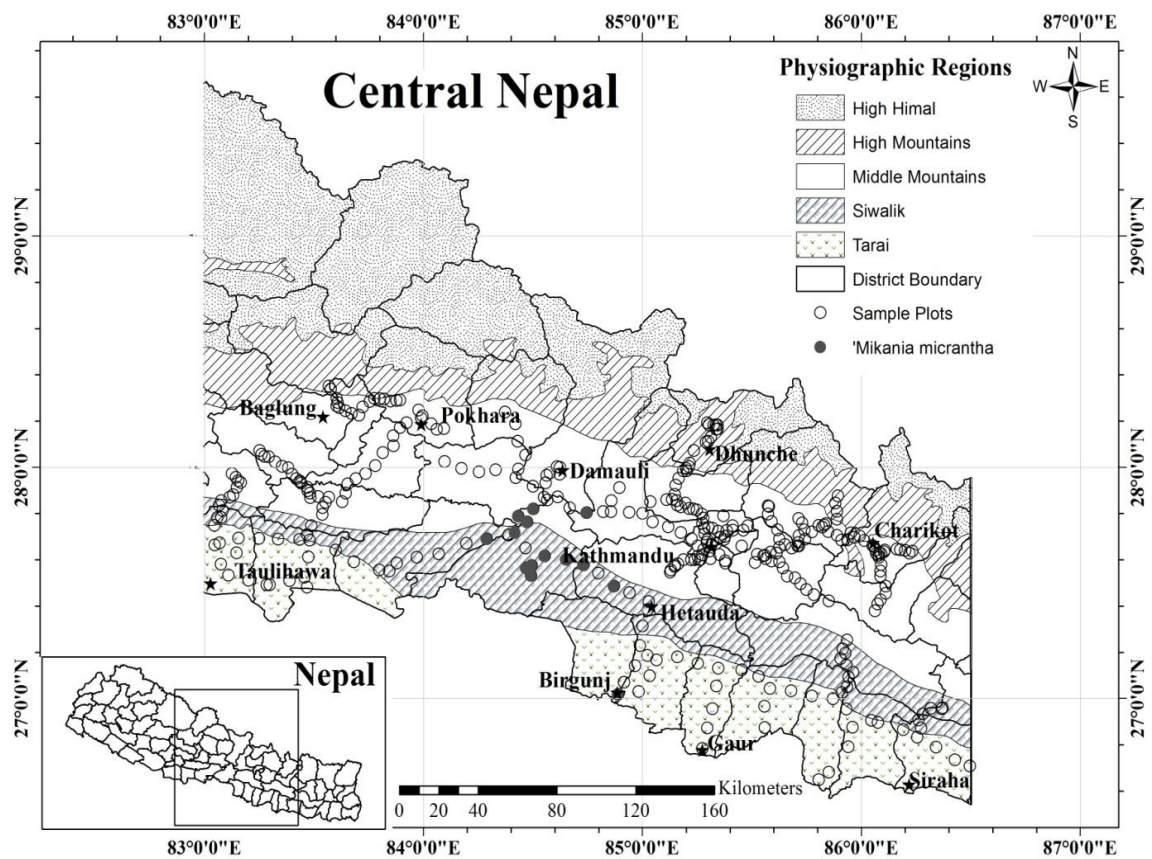 83°0'0"E 84°0'0"E 85°0'0"E 86°0'0"E 87°0'0"E
Central Nepal
Physiographic Regions
N
W E
S
High Himal
High Mountains
Middle Mountains
Siwalik
Tarai
District Boundary
Sample Plots
'Mikania micrantha
29°0'0"N 29°0'0"N
Baglung Pokhara
Dhunche
Damauli
28°0'0"N 28°0'0"N
Charikot
Kathmandu
Taulihawa
Hetauda
Nepal
Birgunj
27°0'0"N 27°0'0"N
Gaur
Siraha
Kilometers
0 20 40 80 120 160
83°0'0"E 84°0'0"E 85°0'0"E 86°0'0"E 87°0'0"E